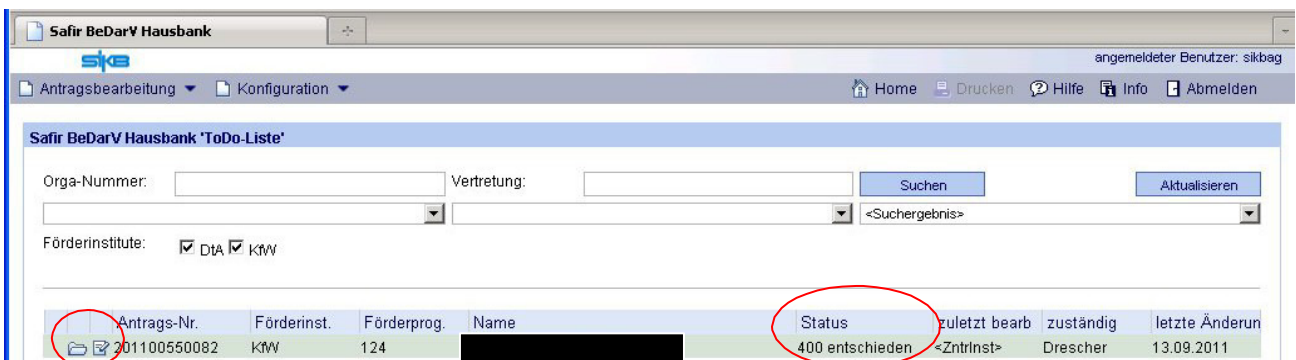 Safir BeDarV Hausbank
SIKB
angemeldeter Benutzer: sikbag
Antragsbearbeitung Konfiguration Home Drucken Hilfe Info Abmelden
Safir BeDarV Hausbank 'ToDo-Liste'
Orga-Nummer: Vertretung: Suchen Aktualisieren
<Suchergebnis>
Förderinstitute: DtA KfW
Antrags-Nr. Förderinst. Förderprog. Name Status zuletzt bearb zuständig letzte Änderun
201100550082 KfW 124 400 entschieden <ZntrInst> Drescher 13.09.2011